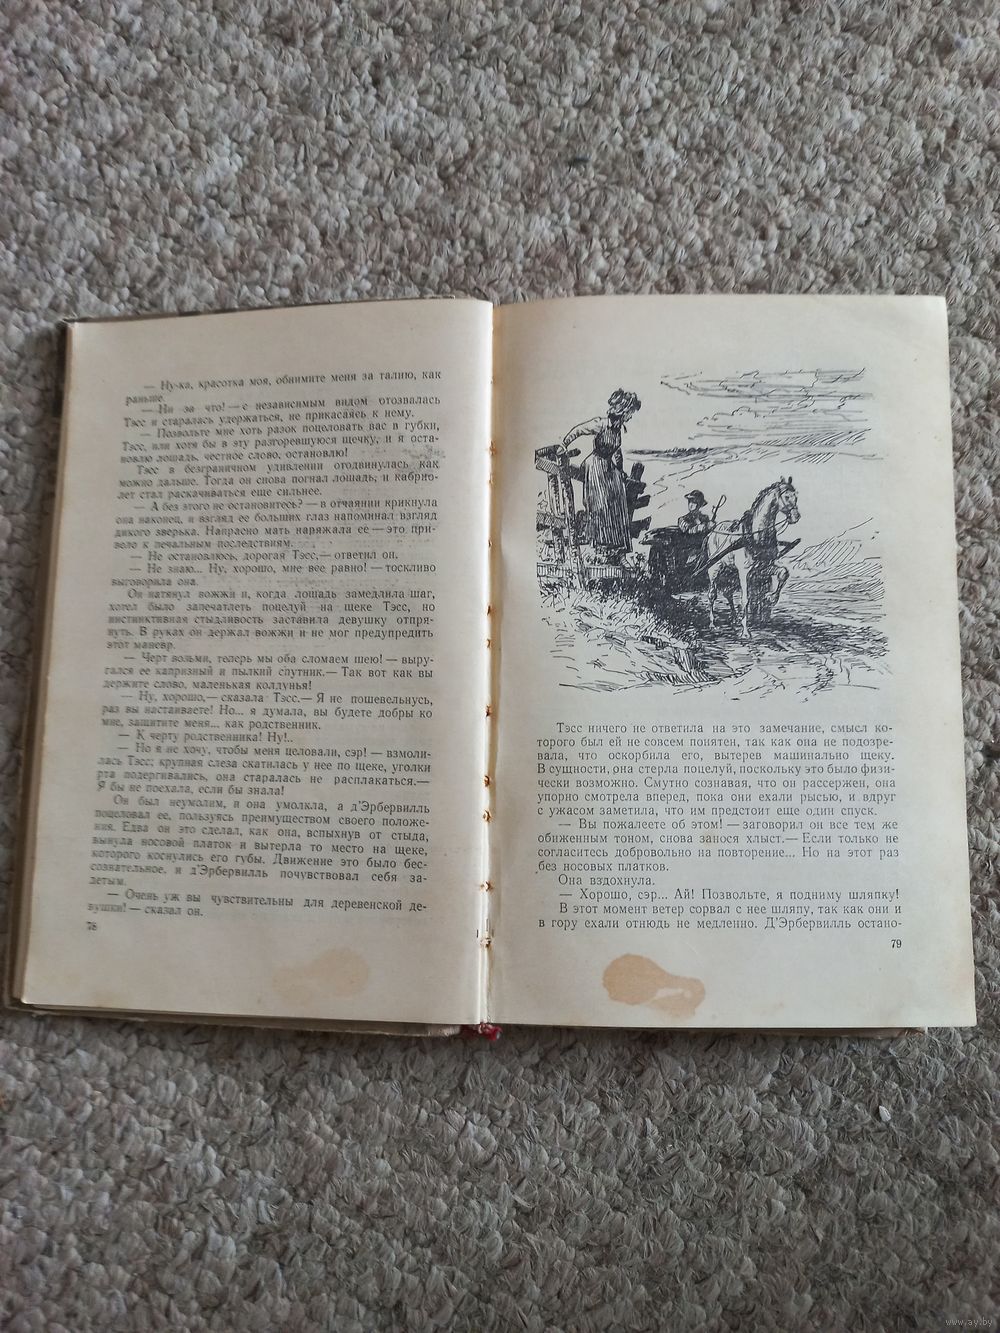 — Ну-ка, красотка моя, обнимите меня за талию, как
раньше.
— Ни за что! — с независимым видом отозвалась
Тэсс и старалась удержаться, не прикасаясь к нему.
— Позвольте мне хоть разок поцеловать вас в губки,
Тэсс, или хотя бы в эту разгоревшуюся щечку, и я оста-
новлю лошадь, честное слово, остановлю!
Тэсс в безграничном удивлении отодвинулась как
можно дальше. Тогда он снова погнал лошадь, и кабрио-
лет стал раскачиваться еще сильнее.
— А без этого не остановитесь? — в отчаянии крикнула
она наконец, и взгляд ее больших глаз напоминал взгляд
дикого зверька. Напрасно мать наряжала ее — это при-
вело к печальным последствиям.
— Не остановлюсь, дорогая Тэсс,— ответил он.
— Не знаю... Ну, хорошо, мне все равно! — тоскливо
выговорила она.
Он натянул вожжи и, когда лошадь замедлила шаг,
хотел было запечатлеть поцелуй на щеке Тэсс, но
инстинктивная стыдливость заставила девушку отпря-
нуть. В руках он держал вожжи и не мог предупредить
этот маневр.
— Черт возьми, теперь мы оба сломаем шею! — выру-
гался ее капризный и пылкий спутник.— Так вот как вы
держите слово, маленькая колдунья!
— Ну, хорошо,— сказала Тэсс.— Я не пошевельнусь,
раз вы настаиваете! Но... я думала, вы будете добры ко
мне, защитите меня... как родственник.
— К черту родственника! Ну!..
— Но я не хочу, чтобы меня целовали, сэр! — взмоли-
лась Тэсс; крупная слеза скатилась у нее по щеке, уголки
рта подергивались, она старалась не расплакаться.—
Я бы не поехала, если бы знала!
Он был неумолим, и она умолкла, а д'Эрбервилль
поцеловал ее, пользуясь преимуществом своего положе-
ния. Едва он это сделал, как она, вспыхнув от стыда,
вынула носовой платок и вытерла то место на щеке,
которого коснулись его губы. Движение это было бес-
сознательное, и д'Эрбервилль почувствовал себя за-
детым.
— Очень уж вы чувствительны для деревенской де-
вушки! — сказал он.
78
Тэсс ничего не ответила на это замечание, смысл ко-
торого был ей не совсем понятен, так как она не подозре-
вала, что оскорбила его, вытерев машинально щеку.
В сущности, она стерла поцелуй, поскольку это было физи-
чески возможно. Смутно сознавая, что он рассержен, она
упорно смотрела вперед, пока они ехали рысью, и вдруг
с ужасом заметила, что им предстоит еще один спуск.
— Вы пожалеете об этом! — заговорил он все тем же
обиженным тоном, снова занося хлыст.— Если только не
согласитесь добровольно на повторение... Но на этот раз
без носовых платков.
Она вздохнула.
— Хорошо, сэр... Ай! Позвольте, я подниму шляпку!
В этот момент ветер сорвал с нее шляпу, так как они и
в гору ехали отнюдь не медленно. Д'Эрбервилль остано-
79
www.ay.by